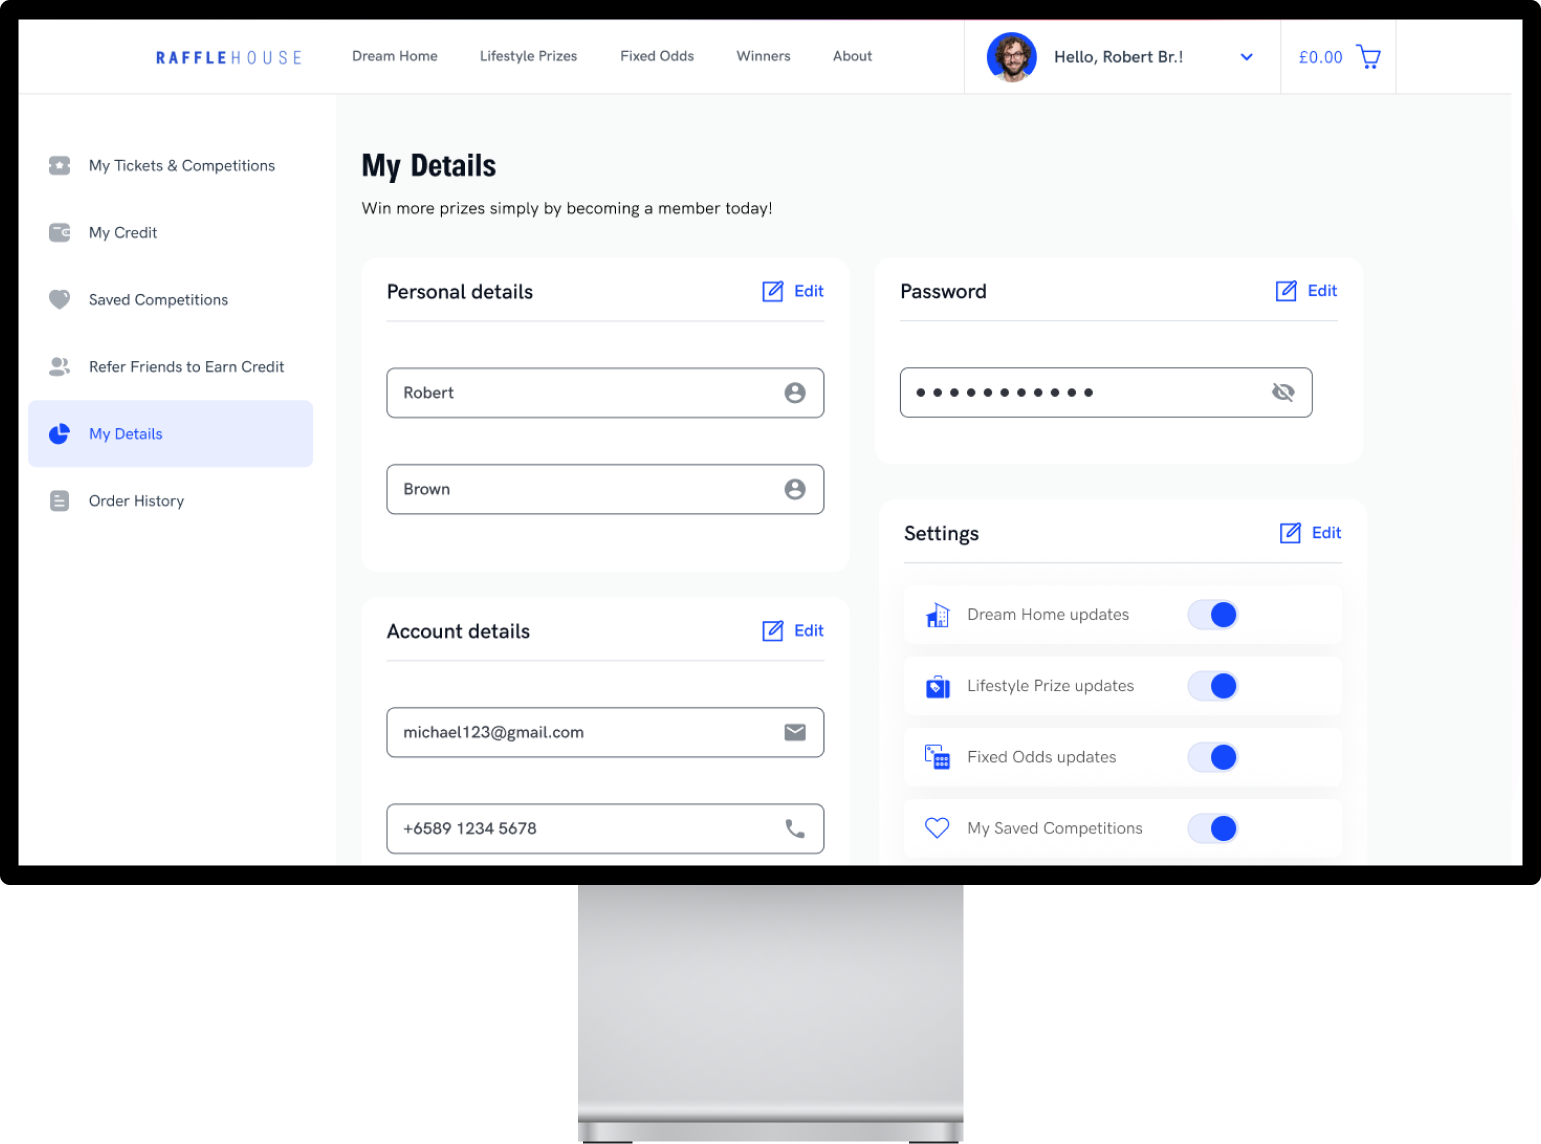 RAFFLEHOUSE
Dream Home
Lifestyle Prizes
Fixed Odds
Winners
About
Hello, Robert Br.!
£0.00
My Tickets & Competitions
My Credit
Saved Competitions
Refer Friends to Earn Credit
My Details
Order History
My Details
Win more prizes simply by becoming a member today!
Personal details
Edit
Robert
Brown
Account details
Edit
michael123@gmail.com
+6589 1234 5678
Password
Edit
Settings
Edit
Dream Home updates
Lifestyle Prize updates
Fixed Odds updates
My Saved Competitions